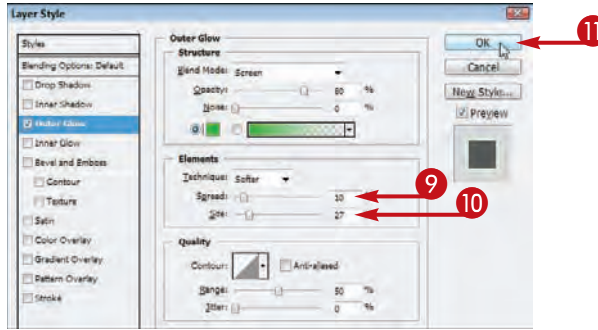 Layer Style
Styles
Blending Options: Default
Drop Shadow
Inner Shadow
Outer Glow
Inner Glow
Bevel and Emboss
Contour
Texture
Satin
Color Overlay
Gradient Overlay
Pattern Overlay
Stroke
Outer Glow
Structure
Blend Mode: Screen
Opacity: 80 %
Noise: 0 %
Elements
Technique: Softer
Spread: 10 %
9
Size: 27
10
Quality
Contour: Anti-aliased
Range: 50 %
Jitter: 0 %
OK
11
Cancel
New Style...
Preview